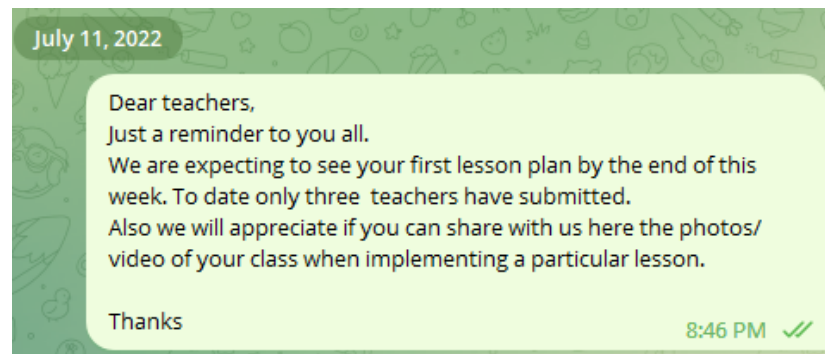 July 11, 2022
Dear teachers,
Just a reminder to you all.
We are expecting to see your first lesson plan by the end of this
week. To date only three  teachers have submitted.
Also we will appreciate if you can share with us here the photos/
video of your class when implementing a particular lesson.
Thanks
8:46 PM